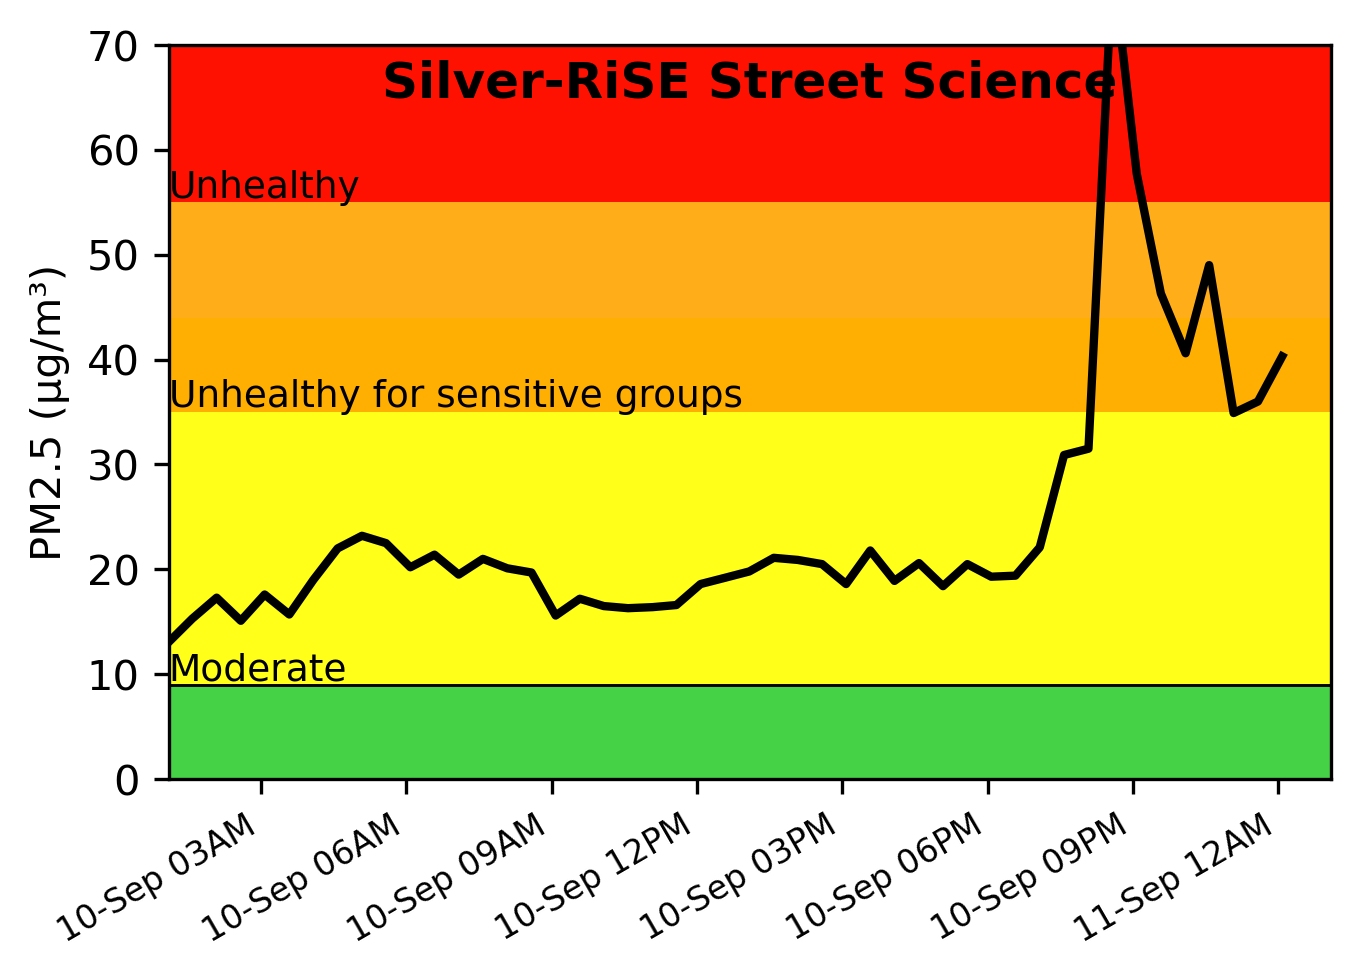 Silver-RiSE Street Science
70
60
Unhealthy
50
40
Unhealthy for sensitive groups
30
20
10
Moderate
0
PM2.5 (μg/m³)
10-Sep 03AM
10-Sep 06AM
10-Sep 09AM
10-Sep 12PM
10-Sep 03PM
10-Sep 06PM
10-Sep 09PM
11-Sep 12AM